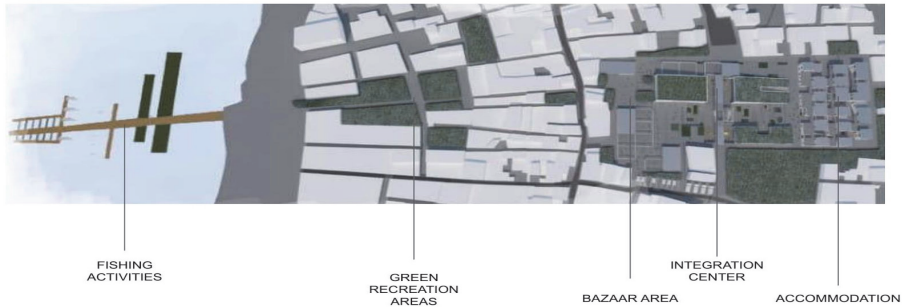 FISHING
ACTIVITIES
GREEN
RECREATION
AREAS
BAZAAR AREA
INTEGRATION
CENTER
ACCOMMODATION